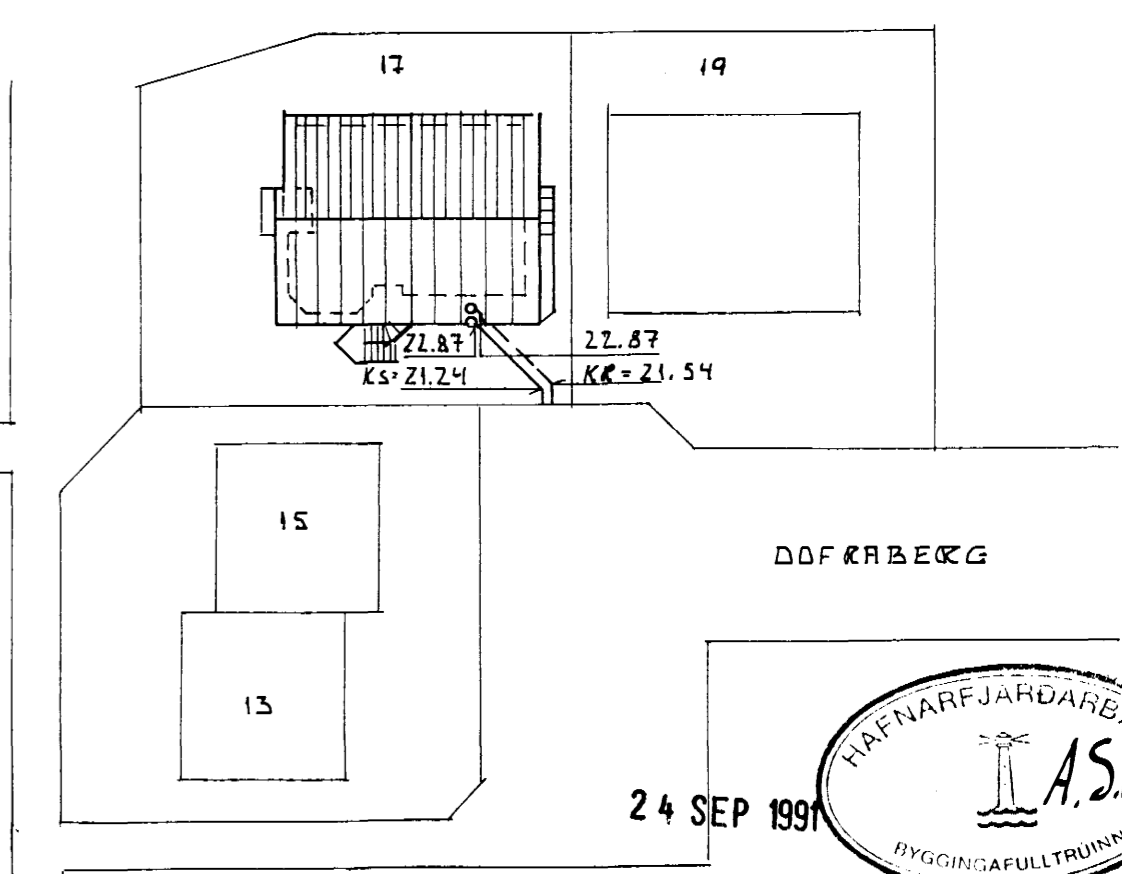 17
19
22.87
22.87
KS= 21.24
KR = 21.54
15
DOFRABERG
13
24 SEP 1991
HAFNARFJARÐARB
A.S.
BYGGINGAFULLTRÚINN